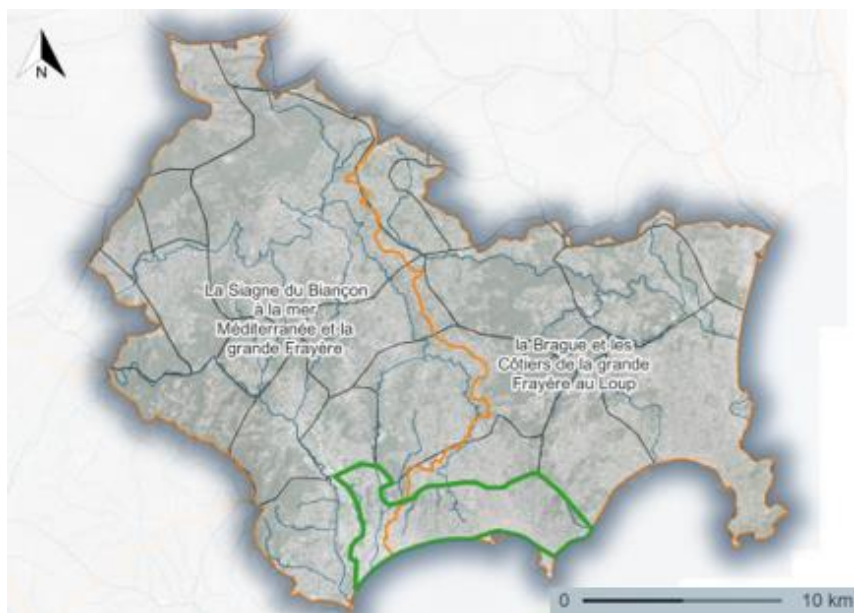 N
La Siagne du Biançon
à la mer
Méditerranée et la
grande Frayère
la Brague et les
Côtiers de la grande
Frayère au Loup
0 10 km